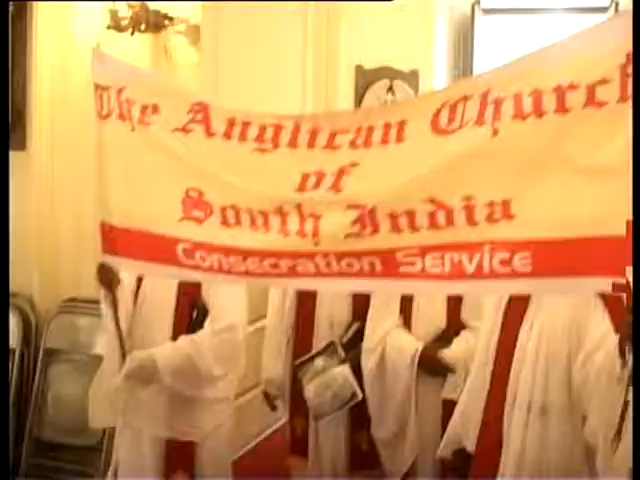 The Anglican Church
of
South India
Consecration Service